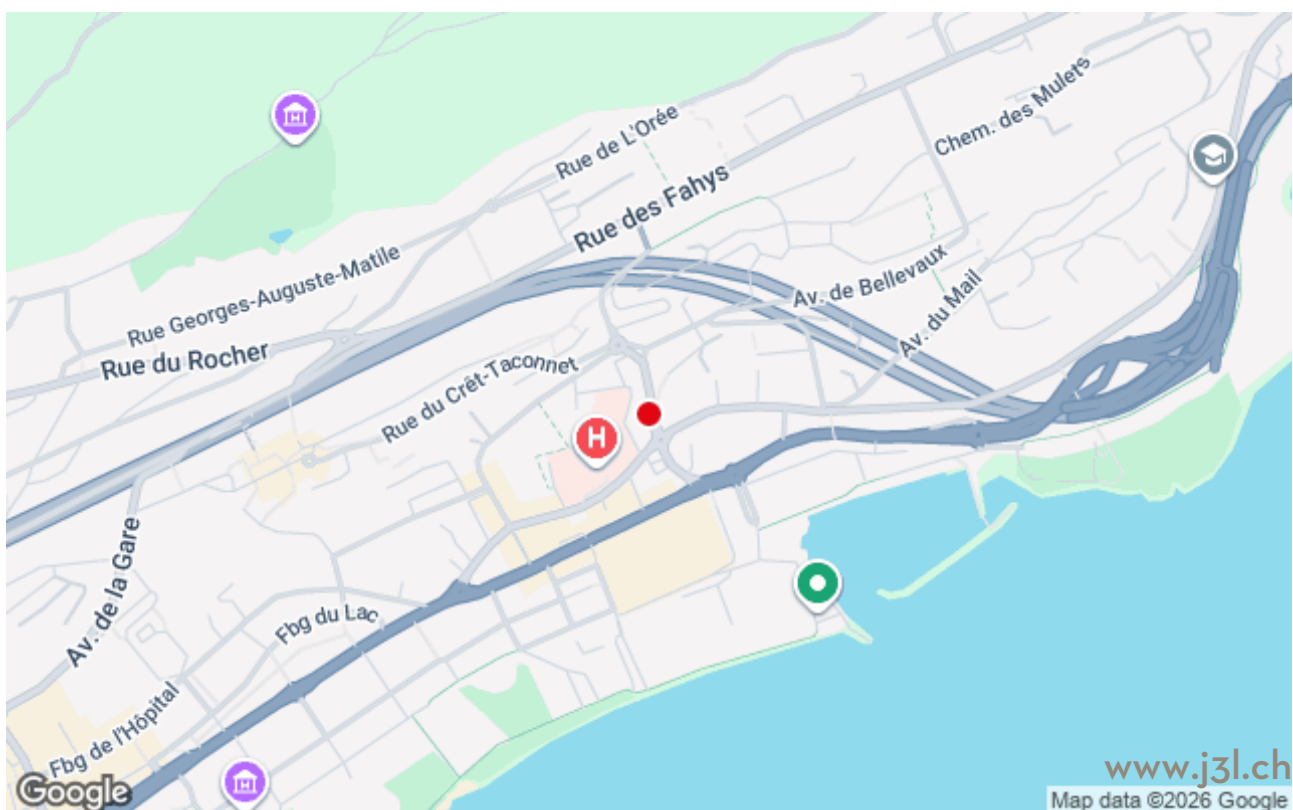 Chem. des Mulets
Rue de L'Orée
Rue des Fahys
Rue Georges-Auguste-Matile
Av. de Bellevaux
Av. du Mail
Rue du Rocher
Rue du Crêt-Taconnet
H
Av. de la Gare
Fbg du Lac
Fbg de l'Hôpital
www.j3l.ch
Google
Map data ©2026 Google